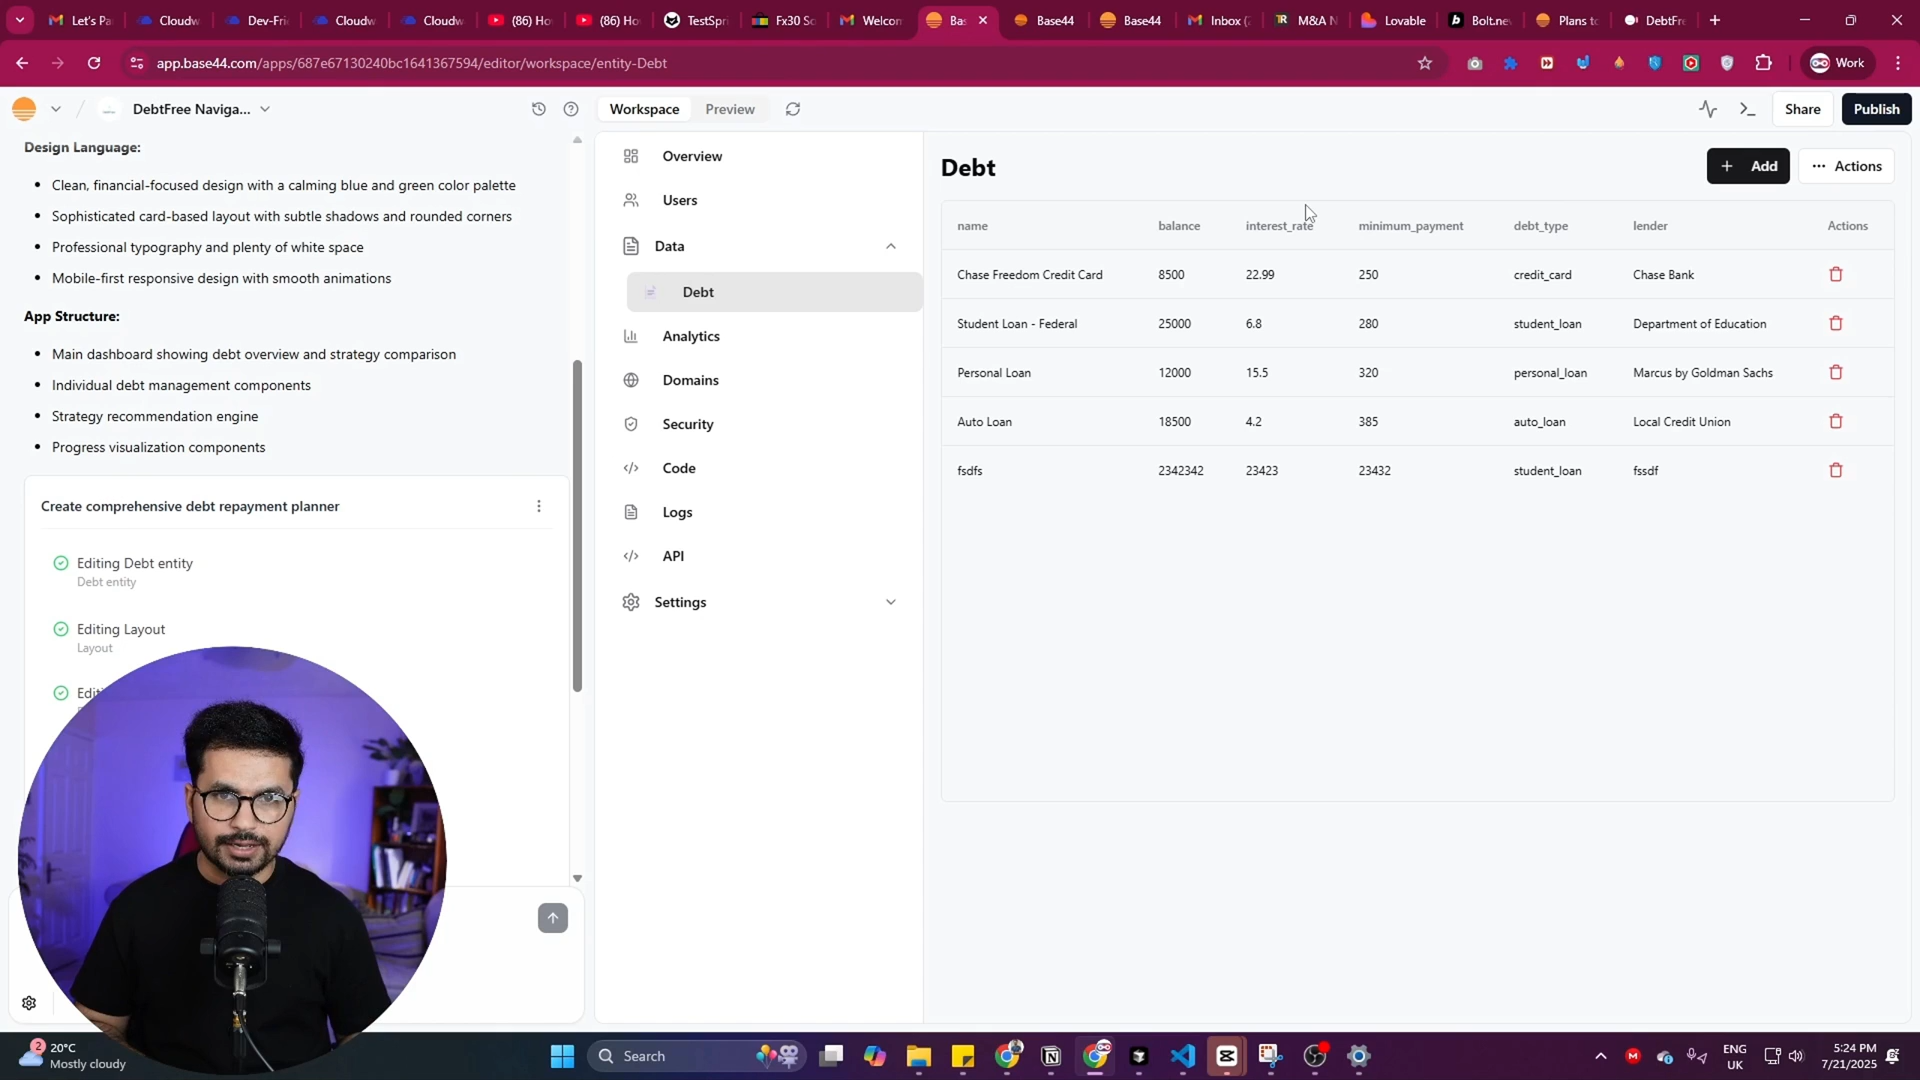 Let's Pa
Cloudw
Dev-Fri
Cloudw
Cloudw
(86) Ho
(86) Ho
TestSpri
Fx30 Sc
Welcom
Bas
Base44
Base44
Inbox (2
M&A N
Lovable
Bolt.ne
Plans to
DebtFre
app.base44.com/apps/687e67130240bc1641367594/editor/workspace/entity-Debt
Work
DebtFree Naviga...
Workspace
Preview
Share
Publish
Design Language:
• Clean, financial-focused design with a calming blue and green color palette
• Sophisticated card-based layout with subtle shadows and rounded corners
• Professional typography and plenty of white space
• Mobile-first responsive design with smooth animations
App Structure:
• Main dashboard showing debt overview and strategy comparison
• Individual debt management components
• Strategy recommendation engine
• Progress visualization components
Create comprehensive debt repayment planner
Editing Debt entity
Debt entity
Editing Layout
Layout
Edit
Overview
Users
Data
Debt
Analytics
Domains
Security
Code
Logs
API
Settings
Debt
+ Add
··· Actions
name balance interest_rate minimum_payment debt_type lender Actions
Chase Freedom Credit Card 8500 22.99 250 credit_card Chase Bank
Student Loan - Federal 25000 6.8 280 student_loan Department of Education
Personal Loan 12000 15.5 320 personal_loan Marcus by Goldman Sachs
Auto Loan 18500 4.2 385 auto_loan Local Credit Union
fsdfs 2342342 23423 23432 student_loan fssdf
2
20°C
Mostly cloudy
Search
ENG
UK
5:24 PM
7/21/2025